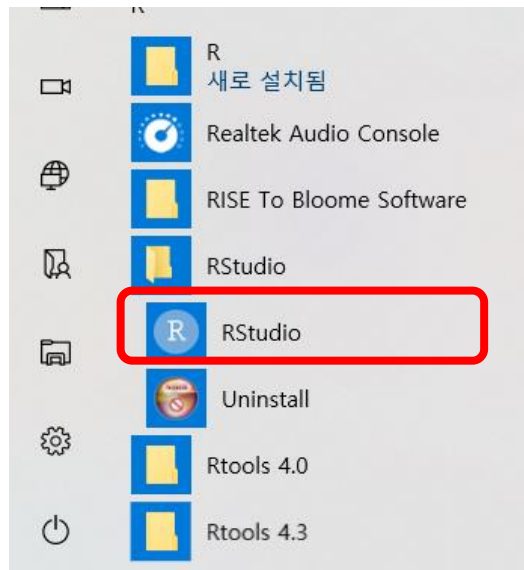 R
R
새로 설치됨
Realtek Audio Console
RISE To Bloome Software
RStudio
R
RStudio
Uninstall
Rtools 4.0
Rtools 4.3